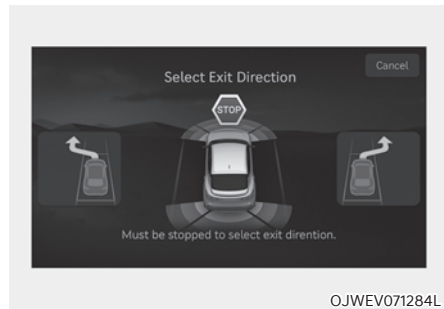 Cancel
Select Exit Direction
STOP
Must be stopped to select exit dirention.
OJWEV071284L